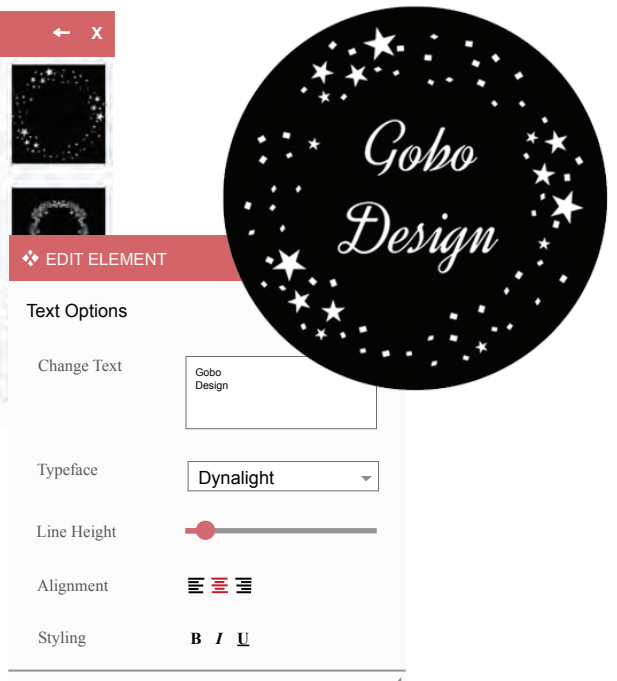 X
Gobo
Design
EDIT ELEMENT
Text Options
Change Text
Gobo
Design
Typeface
Dynalight
Line Height
Alignment
Styling
B I U